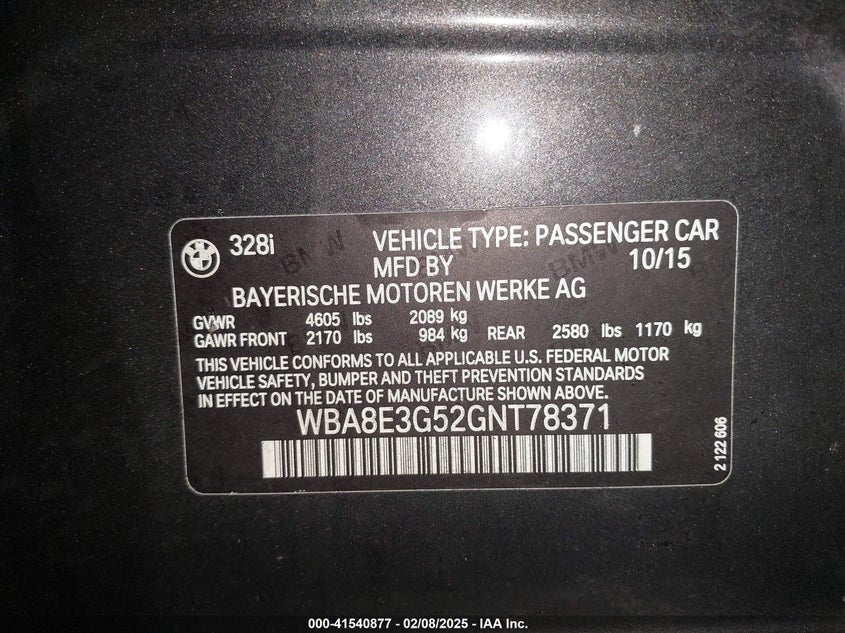 328i VEHICLE TYPE: PASSENGER CAR
MFD BY 10/15
BAYERISCHE MOTOREN WERKE AG
GVWR 4605 lbs 2089 kg
GAWR FRONT 2170 lbs 984 kg REAR 2580 lbs 1170 kg
THIS VEHICLE CONFORMS TO ALL APPLICABLE U.S. FEDERAL MOTOR
VEHICLE SAFETY, BUMPER AND THEFT PREVENTION STANDARDS
IN EFFECT ON THE DATE OF MANUFACTURE SHOWN ABOVE.
WBA8E3G52GNT78371
2 122 606
000-41540877 - 02/08/2025 - IAA Inc.